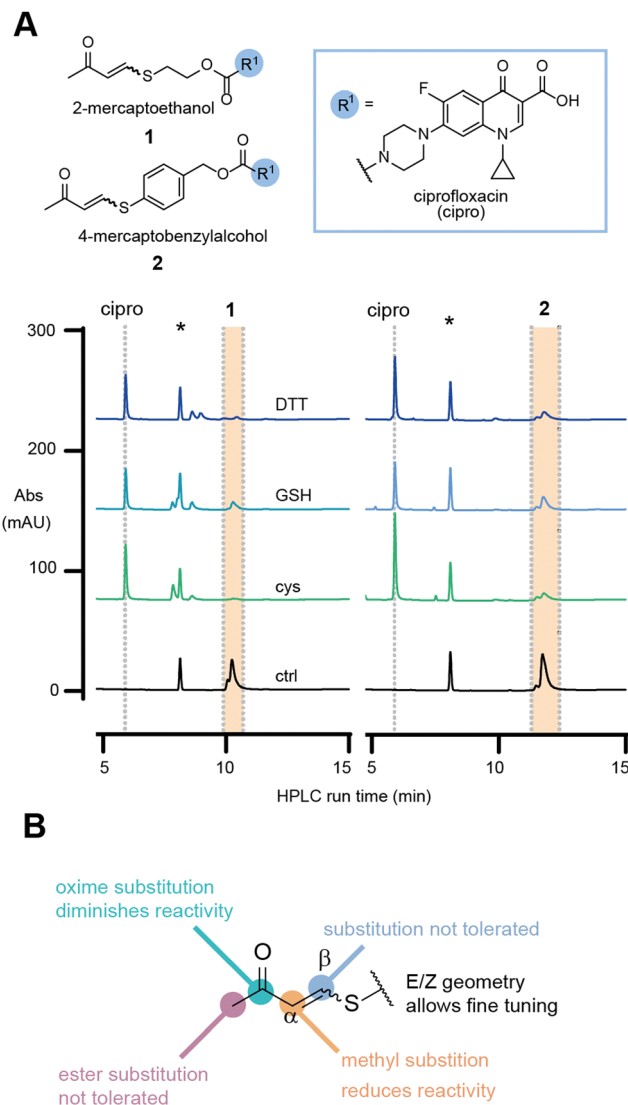 A
O
S
O
O
R¹
2-mercaptoethanol
1
O
S
O
O
R¹
4-mercaptobenzylalcohol
2
R¹ =
F
O
O
OH
N
N
N
ciprofloxacin
(cipro)
cipro
*
1
cipro
*
2
300
200
100
0
Abs
(mAU)
DTT
GSH
cys
ctrl
5
10
15
5
10
15
HPLC run time (min)
B
oxime substitution
diminishes reactivity
substitution not tolerated
O
β
α
S
E/Z geometry
allows fine tuning
ester substitution
not tolerated
methyl substition
reduces reactivity